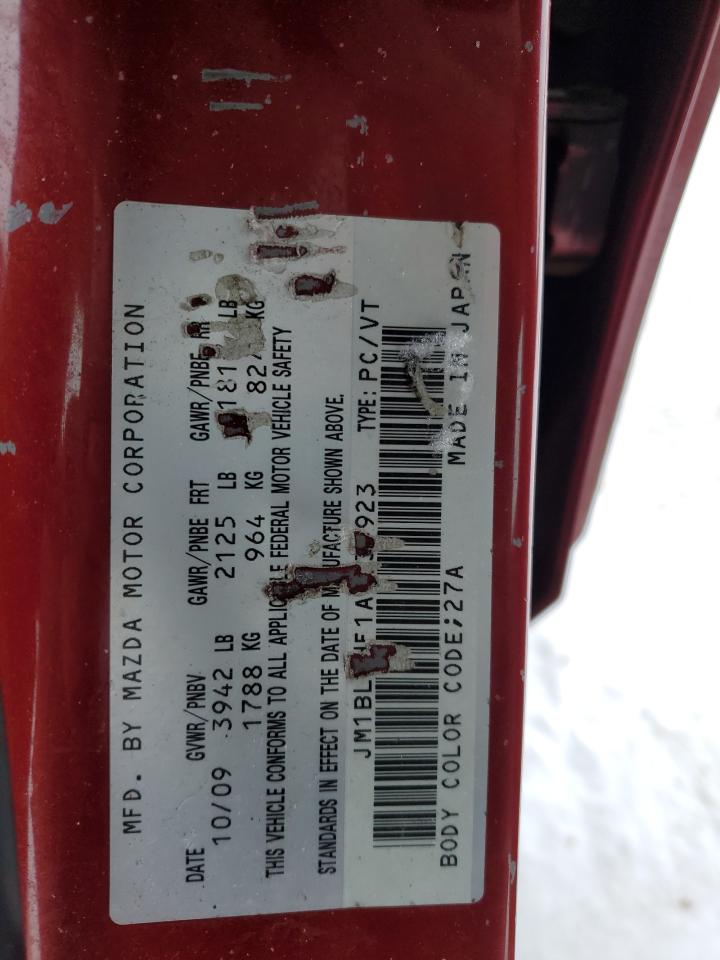 MFD. BY MAZDA MOTOR CORPORATION
DATE GVWR/PNBV GAWR/PNBE FRT GAWR/PNBE RR
10/09 3942 LB 2125 LB LB
1788 KG 964 KG KG
THIS VEHICLE CONFORMS TO ALL APPLICABLE FEDERAL MOTOR VEHICLE SAFETY
STANDARDS IN EFFECT ON THE DATE OF MANUFACTURE SHOWN ABOVE.
TYPE: PC/VT
BODY COLOR CODE;27A MADE IN JAPAN